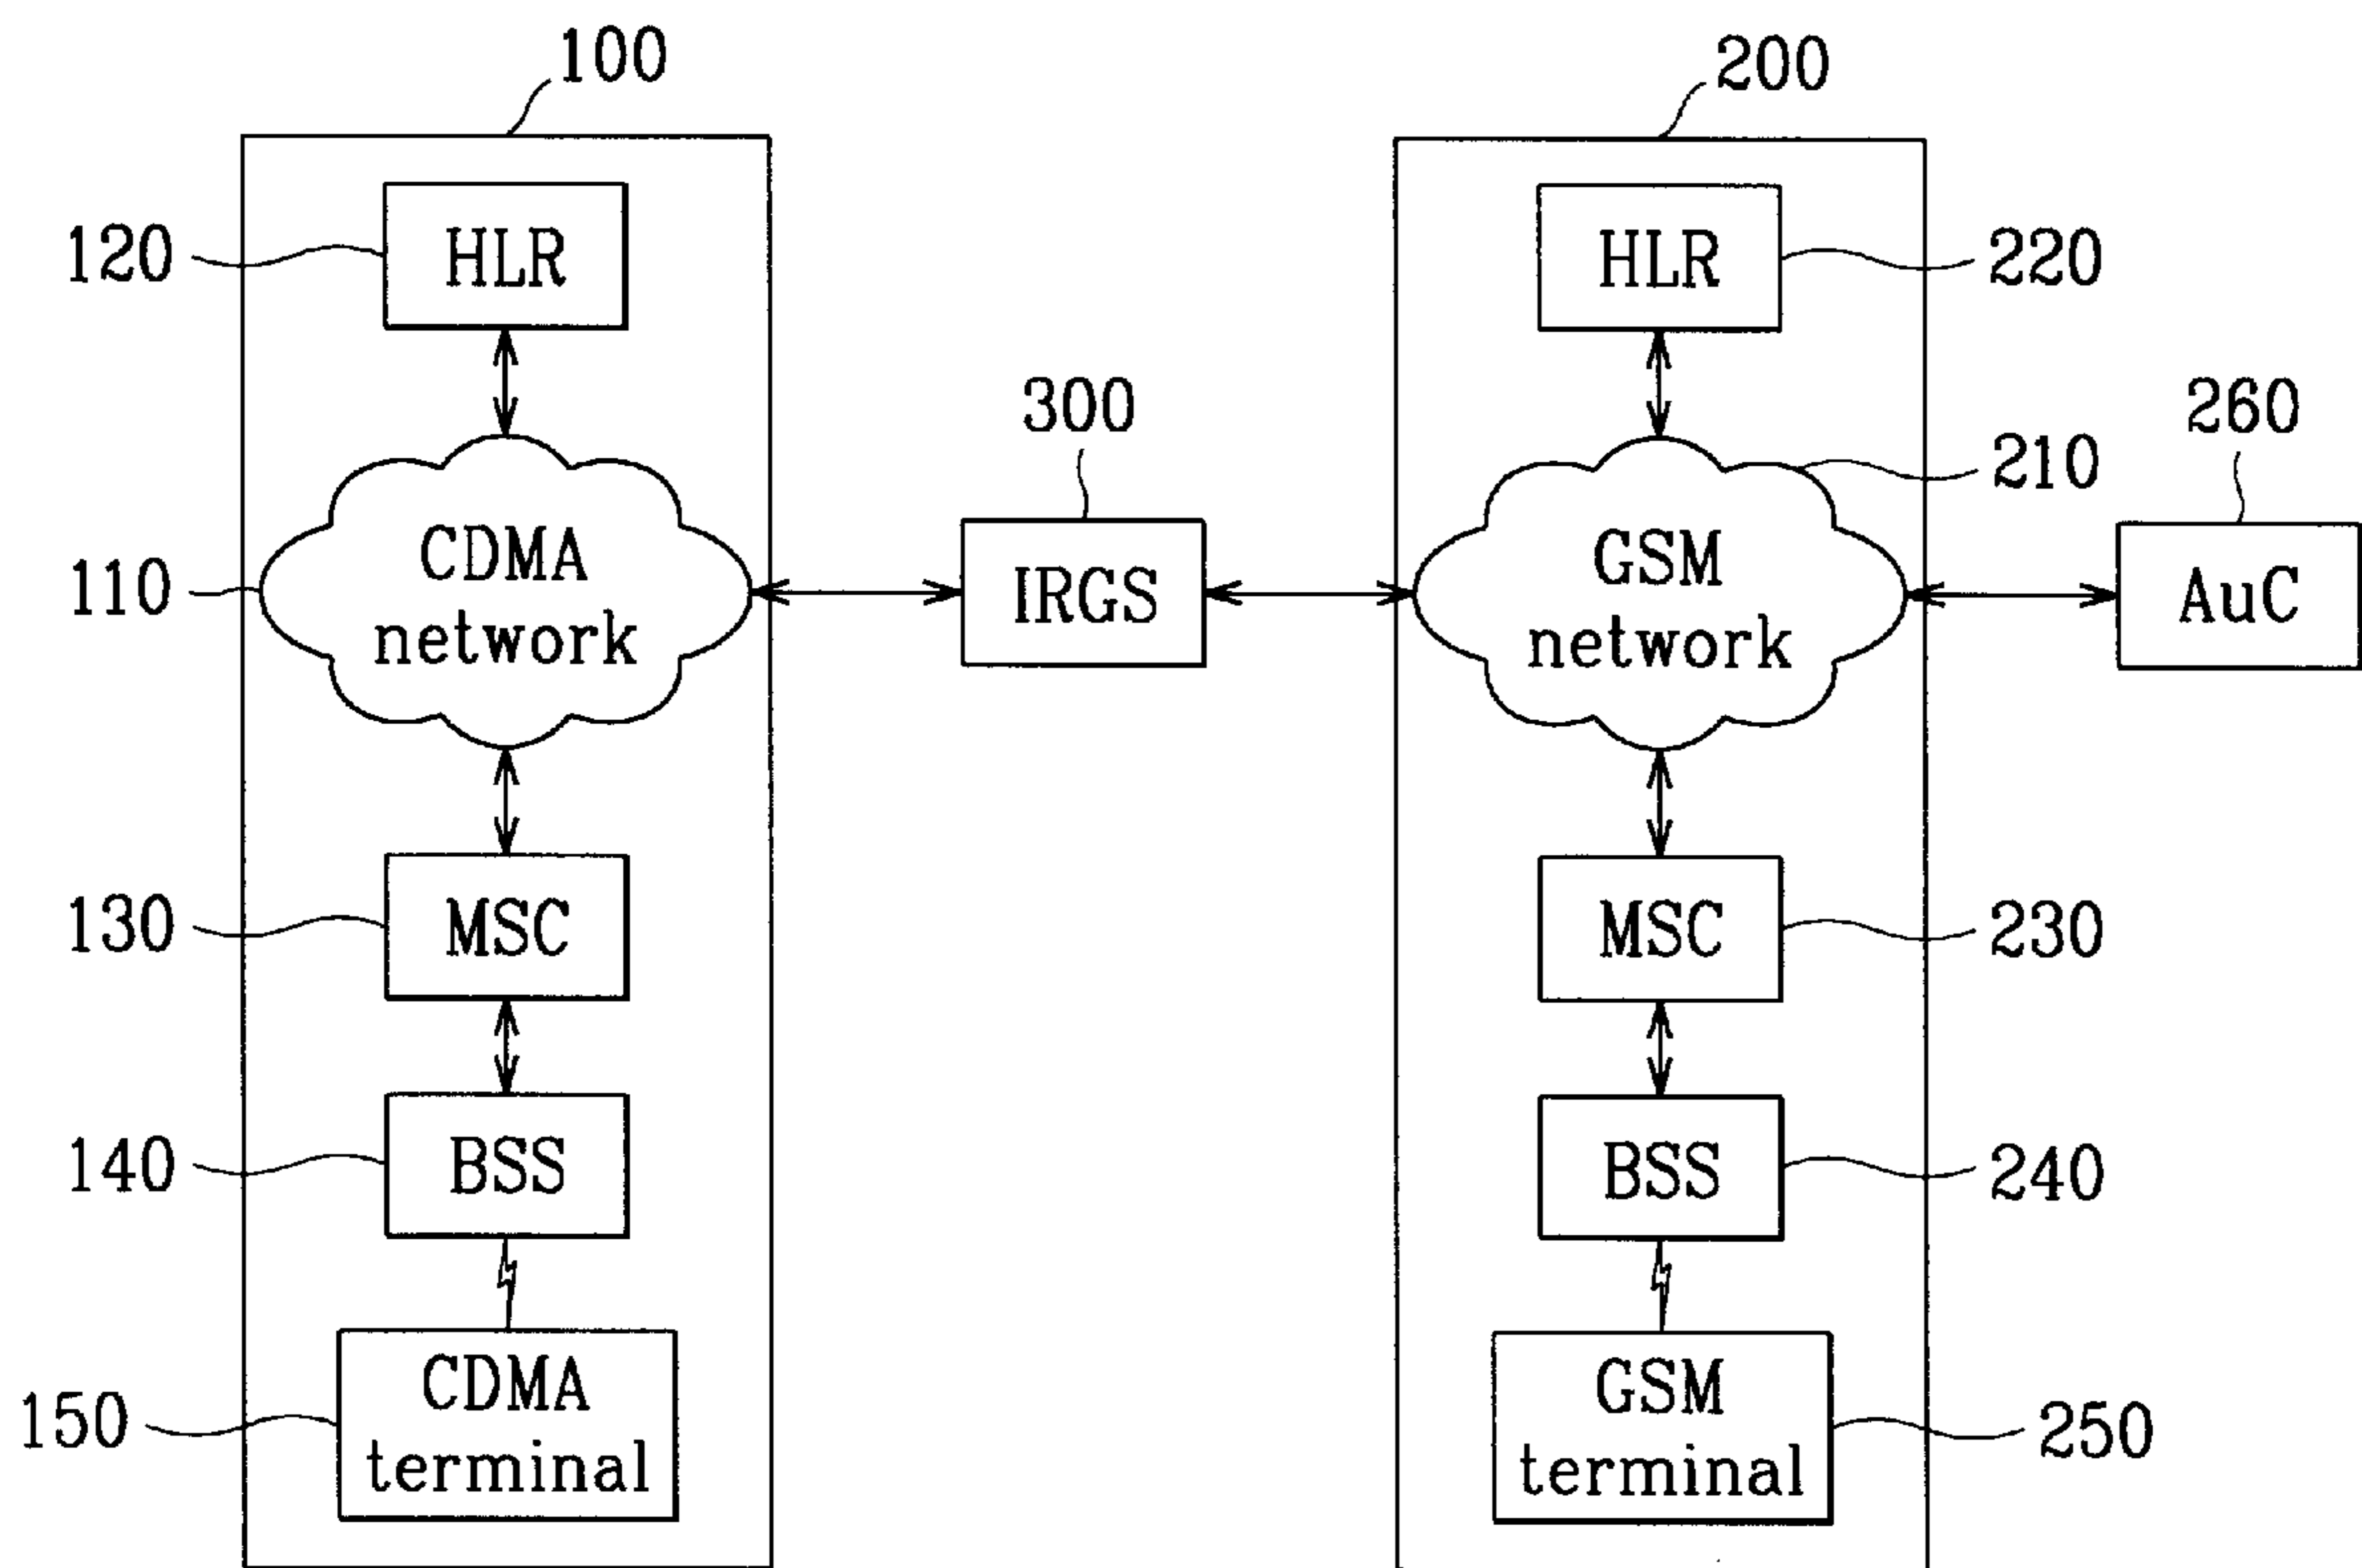 100
200
120
HLR
HLR
220
300
260
210
110
CDMA
network
IRGS
GSM
network
AuC
130
MSC
MSC
230
140
BSS
BSS
240
150
CDMA
terminal
GSM
terminal
250